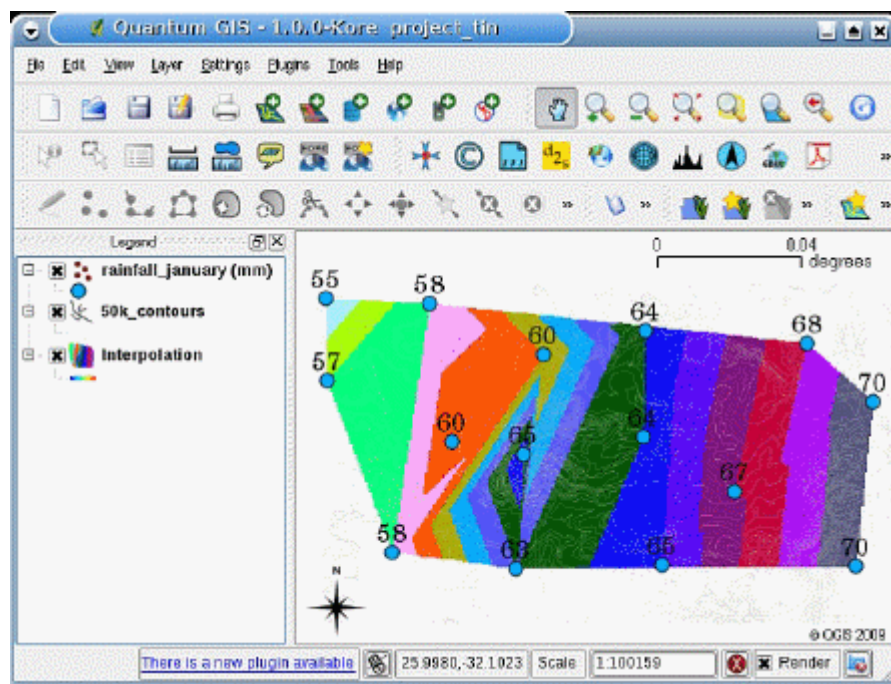 Quantum GIS - 1.0.0-Kore project_tin
File Edit View Layer Settings Plugins Tools Help
d2s
Legend
rainfall_january (mm)
50k_contours
Interpolation
0 0.04
degrees
55 58 64 68
60
57 70
60 65 64
67
58 63 65 70
N
© QGIS 2009
There is a new plugin available 25.9980,-32.1023 Scale 1:100159 Render